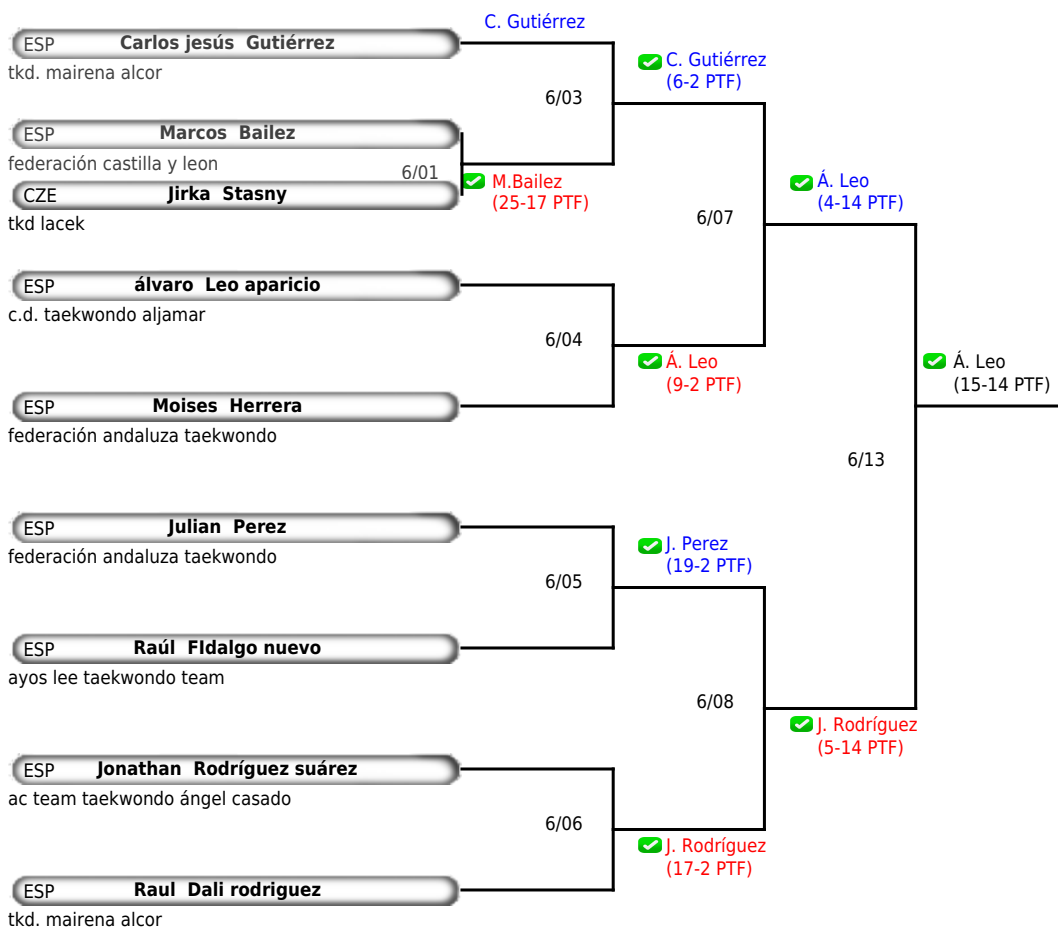 C. Gutiérrez
ESP Carlos jesús Gutiérrez
tkd. mairena alcor
C. Gutiérrez
(6-2 PTF)
6/03
ESP Marcos Bailez
federación castilla y leon
6/01
M.Bailez
(25-17 PTF)
CZE Jirka Stasny
tkd lacek
Á. Leo
(4-14 PTF)
6/07
ESP álvaro Leo aparicio
c.d. taekwondo aljamar
6/04
Á. Leo
(9-2 PTF)
Á. Leo
(15-14 PTF)
ESP Moises Herrera
federación andaluza taekwondo
6/13
ESP Julian Perez
federación andaluza taekwondo
J. Perez
(19-2 PTF)
6/05
ESP Raúl FIdalgo nuevo
ayos lee taekwondo team
6/08
J. Rodríguez
(5-14 PTF)
ESP Jonathan Rodríguez suárez
ac team taekwondo ángel casado
6/06
J. Rodríguez
(17-2 PTF)
ESP Raul Dali rodriguez
tkd. mairena alcor